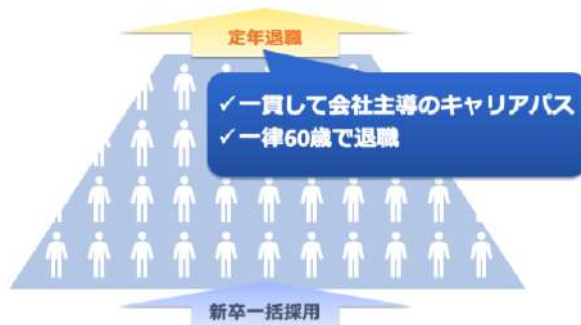 定年退職
✓一貫して会社主導のキャリアパス
✓一律60歳で退職
新卒一括採用